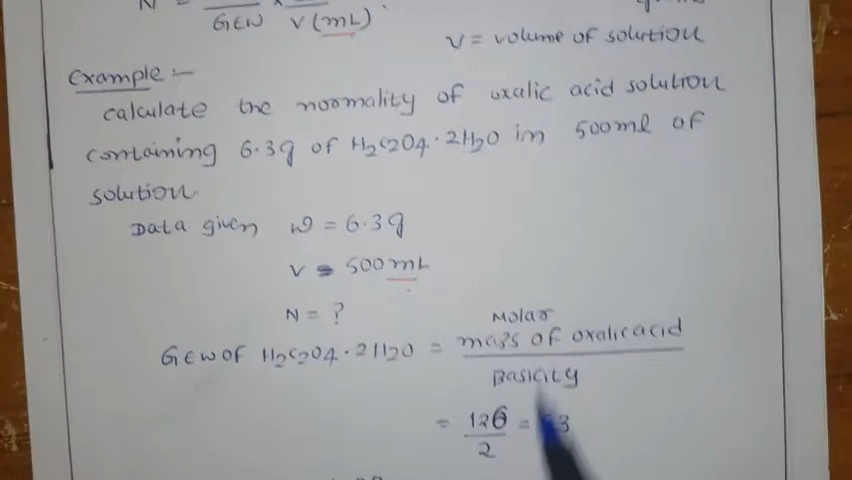 N =
GEW V (mL)
V = volume of solution
Example:-
calculate the normality of oxalic acid solution
containing 6.3g of H2C2O4.2H2O in 500ml of
solution
Data given W = 6.3g
V = 500mL
N = ?
Molar
GEW OF H2C2O4.2H2O = mass of oxalic acid
Basicity
= 126 =
2